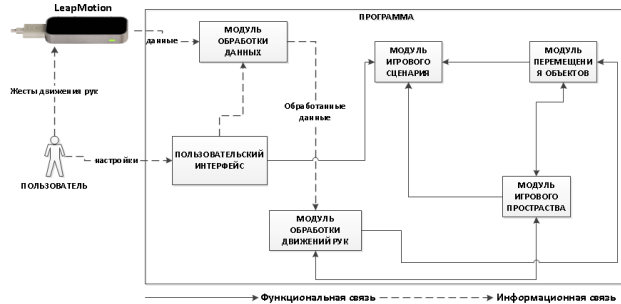 LeapMotion
ПРОГРАММА
данные
МОДУЛЬ
ОБРАБОТКИ
ДАННЫХ
МОДУЛЬ
ИГРОВОГО
СЦЕНАРИЯ
МОДУЛЬ
ПЕРЕМЕЩЕНИ
Я ОБЪЕКТОВ
Жесты движения рук
Обработанные
данные
настройки
ПОЛЬЗОВАТЕЛЬСКИЙ
ИНТЕРФЕЙС
ПОЛЬЗОВАТЕЛЬ
МОДУЛЬ
ИГРОВОГО
ПРОСТРАСТВА
МОДУЛЬ
ОБРАБОТКИ
ДВИЖЕНИЙ РУК
Функциональная связь
Информационная связь